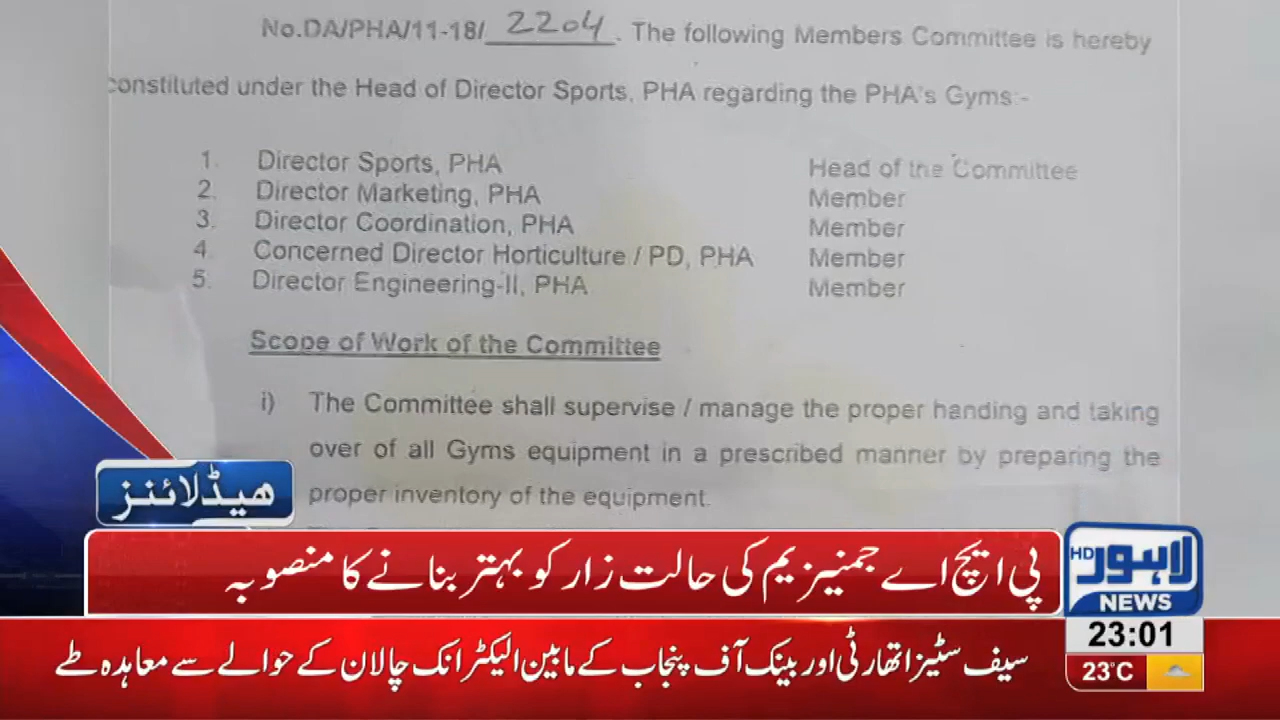 No.DA/PHA/11-18/ 2204 . The following Members Committee is hereby
constituted under the Head of Director Sports, PHA regarding the PHA's Gyms:-
1. Director Sports, PHA Head of the Committee
2. Director Marketing, PHA Member
3. Director Coordination, PHA Member
4. Concerned Director Horticulture / PD, PHA Member
5. Director Engineering-II, PHA Member
Scope of Work of the Committee
i) The Committee shall supervise / manage the proper handing and taking
over of all Gyms equipment in a prescribed manner by preparing the
proper inventory of the equipment.
ہیڈلائنز
پی ایچ اے جمنیزیم کی حالت زار کو بہتر بنانے کا منصوبہ
لاہور HD
NEWS
23:01
سیف سٹیز اتھارٹی اور بینک آف پنجاب کے مابین الیکٹرانک چالان کے حوالے سے معاہدہ طے
23°C